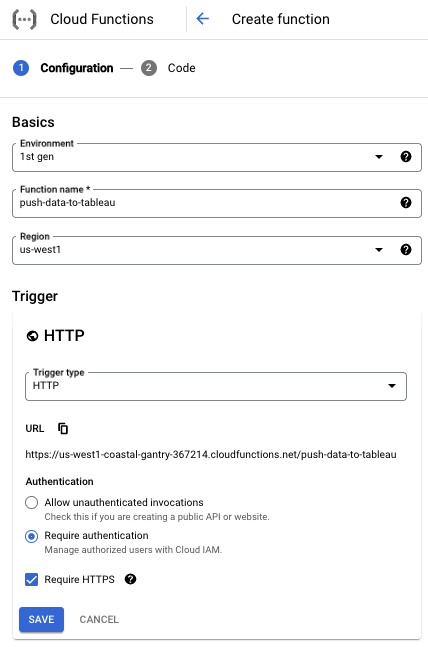 Cloud Functions
Create function
1 Configuration — 2 Code
Basics
Environment
1st gen
Function name *
push-data-to-tableau
Region
us-west1
Trigger
HTTP
Trigger type
HTTP
URL
https://us-west1-coastal-gantry-367214.cloudfunctions.net/push-data-to-tableau
Authentication
Allow unauthenticated invocations
Check this if you are creating a public API or website.
Require authentication
Manage authorized users with Cloud IAM.
Require HTTPS
SAVE CANCEL